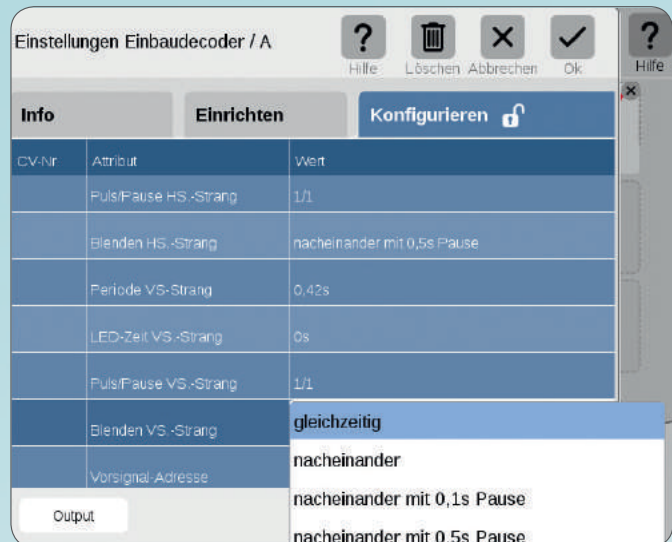 Einstellungen Einbaudecoder / A
Hilfe Löschen Abbrechen Ok
Hilfe
Info Einrichten Konfigurieren
CV-Nr Attribut Wert
Puls/Pause HS.-Strang 1/1
Blenden HS.-Strang nacheinander mit 0,5s Pause
Periode VS-Strang 0,42s
LED-Zeit VS.-Strang 0s
Puls/Pause VS.-Strang 1/1
Blenden VS.-Strang gleichzeitig
nacheinander
Vorsignal-Adresse
nacheinander mit 0,1s Pause
Output
nacheinander mit 0,5s Pause